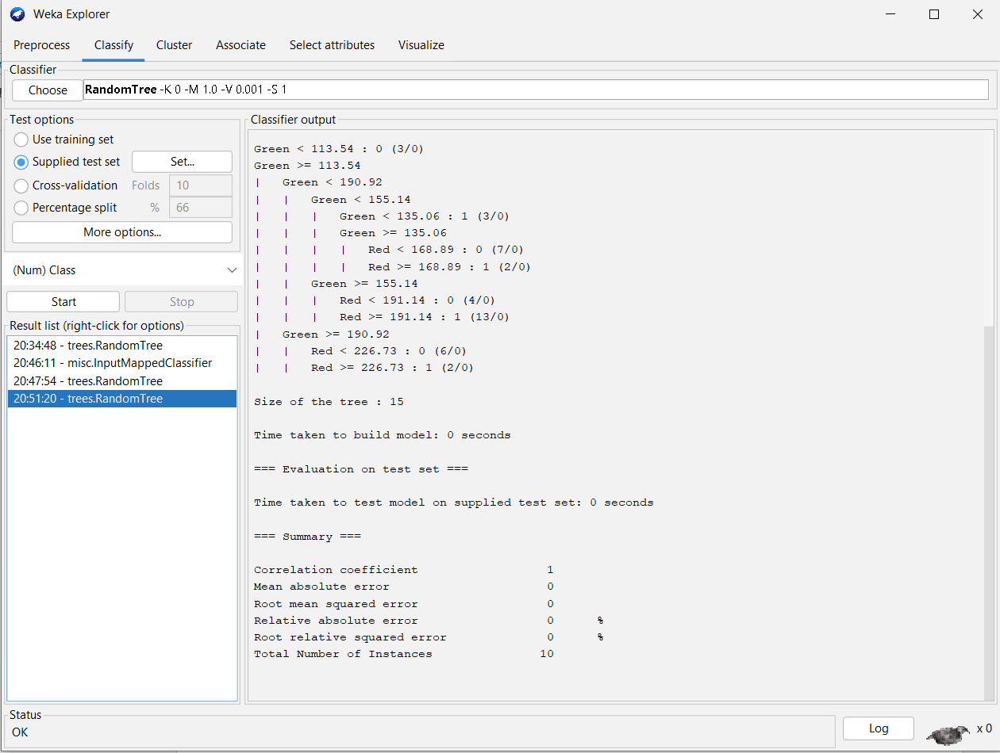 Weka Explorer
Preprocess Classify Cluster Associate Select attributes Visualize
Classifier
Choose RandomTree -K 0 -M 1.0 -V 0.001 -S 1
Test options
Use training set
Supplied test set Set...
Cross-validation Folds 10
Percentage split % 66
More options...
(Num) Class
Start Stop
Result list (right-click for options)
20:34:48 - trees.RandomTree
20:46:11 - misc.InputMappedClassifier
20:47:54 - trees.RandomTree
20:51:20 - trees.RandomTree
Classifier output
Green < 113.54 : 0 (3/0)
Green >= 113.54
|   Green < 190.92
|   |   Green < 155.14
|   |   |   Green < 135.06 : 1 (3/0)
|   |   |   Green >= 135.06
|   |   |   |   Red < 168.89 : 0 (7/0)
|   |   |   |   Red >= 168.89 : 1 (2/0)
|   |   Green >= 155.14
|   |   |   Red < 191.14 : 0 (4/0)
|   |   |   Red >= 191.14 : 1 (13/0)
|   Green >= 190.92
|   |   Red < 226.73 : 0 (6/0)
|   |   Red >= 226.73 : 1 (2/0)
Size of the tree : 15
Time taken to build model: 0 seconds
=== Evaluation on test set ===
Time taken to test model on supplied test set: 0 seconds
=== Summary ===
Correlation coefficient 1
Mean absolute error 0
Root mean squared error 0
Relative absolute error 0 %
Root relative squared error 0 %
Total Number of Instances 10
Status
OK
Log x 0